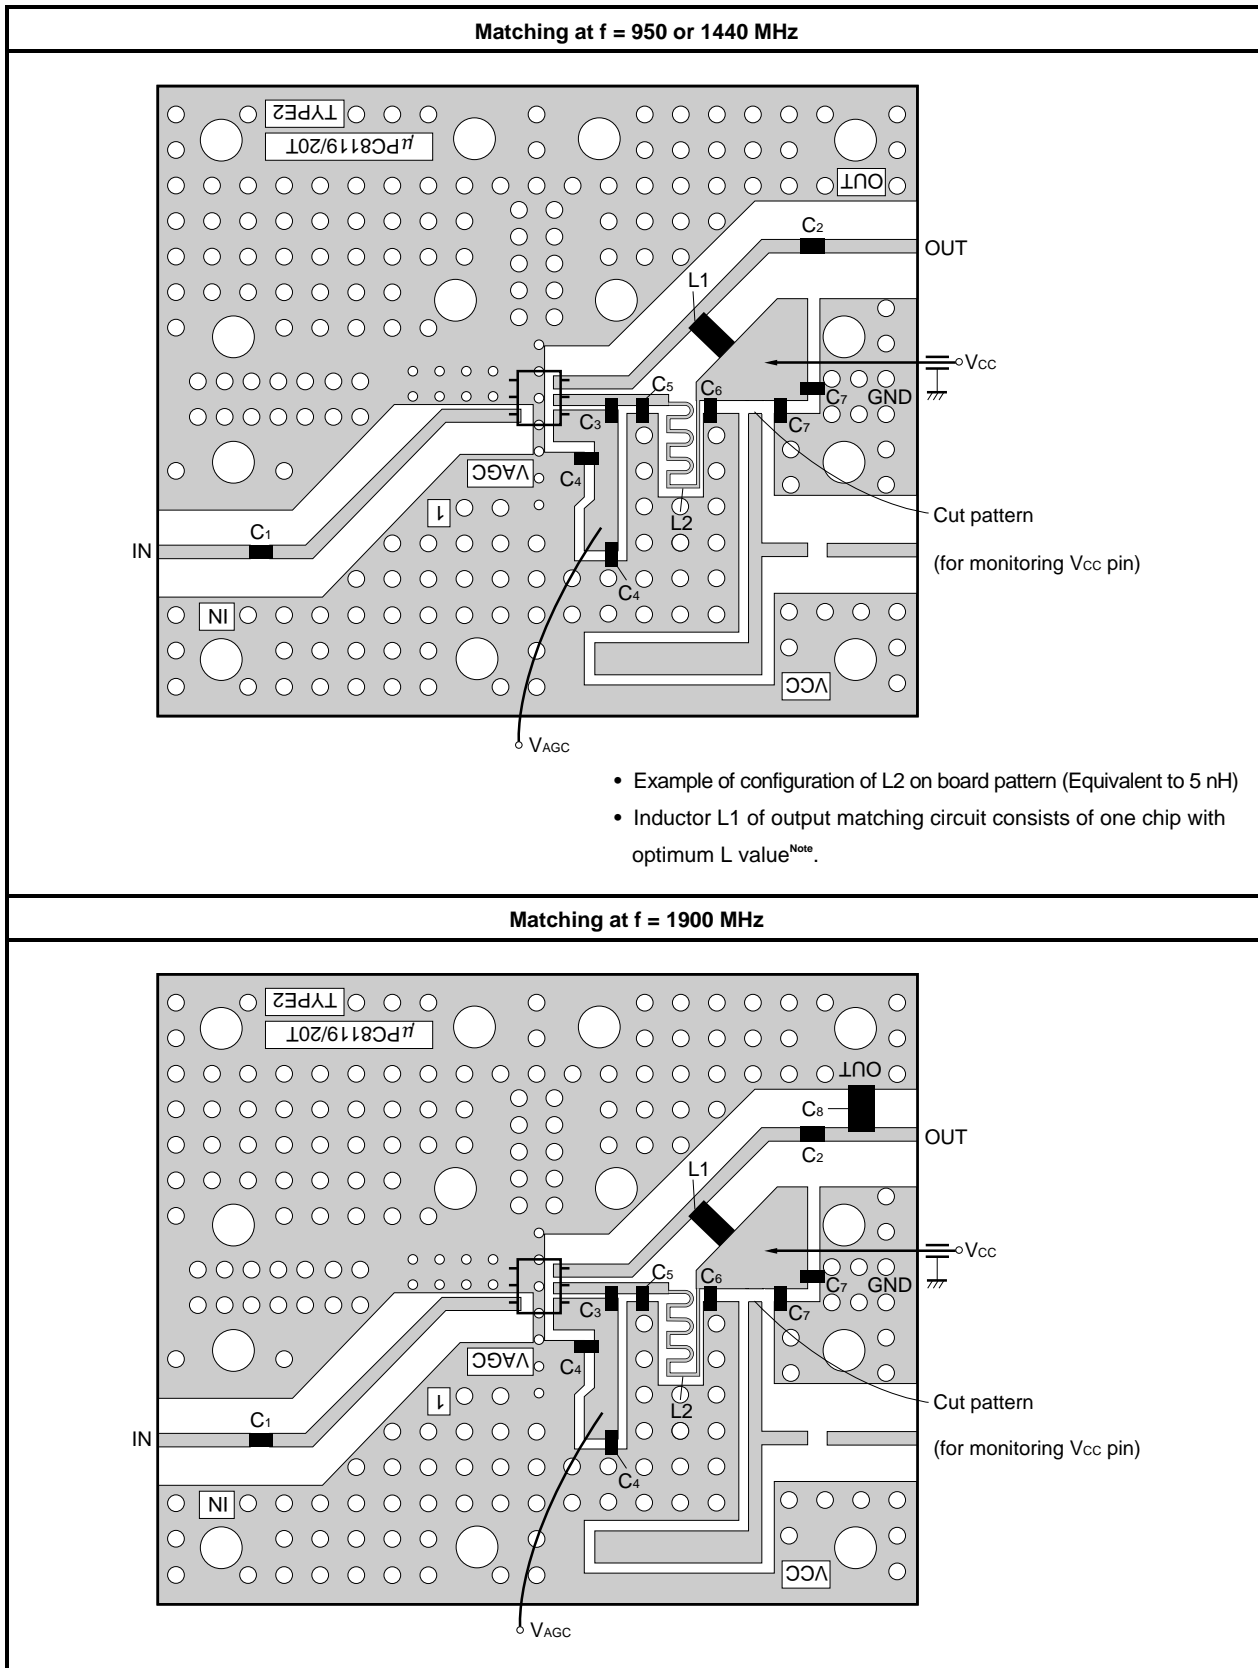 Matching at f = 950 or 1440 MHz
TYPE2
µPC8119/20T
OUT
C2
OUT
L1
VCC
C5
C6
C7
GND
C3
C7
VAGC
C4
1
L2
Cut pattern
C1
IN
(for monitoring VCC pin)
C4
IN
VCC
VAGC
• Example of configuration of L2 on board pattern (Equivalent to 5 nH)
• Inductor L1 of output matching circuit consists of one chip with
optimum L value Note.
Matching at f = 1900 MHz
TYPE2
µPC8119/20T
OUT
C8
OUT
C2
L1
VCC
C5
C6
C7
GND
C3
C7
VAGC
C4
1
L2
Cut pattern
C1
IN
(for monitoring VCC pin)
C4
IN
VCC
VAGC